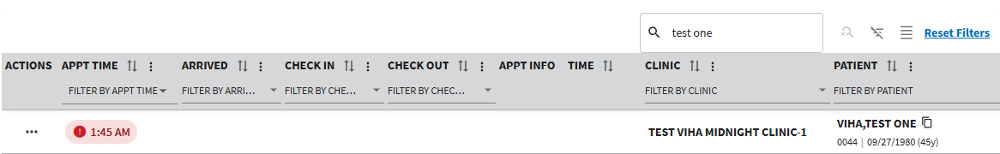 test one
Reset Filters
ACTIONS APPT TIME ARRIVED CHECK IN CHECK OUT APPT INFO TIME CLINIC PATIENT
FILTER BY APPT TIME FILTER BY ARRI... FILTER BY CHE... FILTER BY CHEC... FILTER BY CLINIC FILTER BY PATIENT
1:45 AM TEST VIHA MIDNIGHT CLINIC-1 VIHA,TEST ONE
0044 | 09/27/1980 (45y)